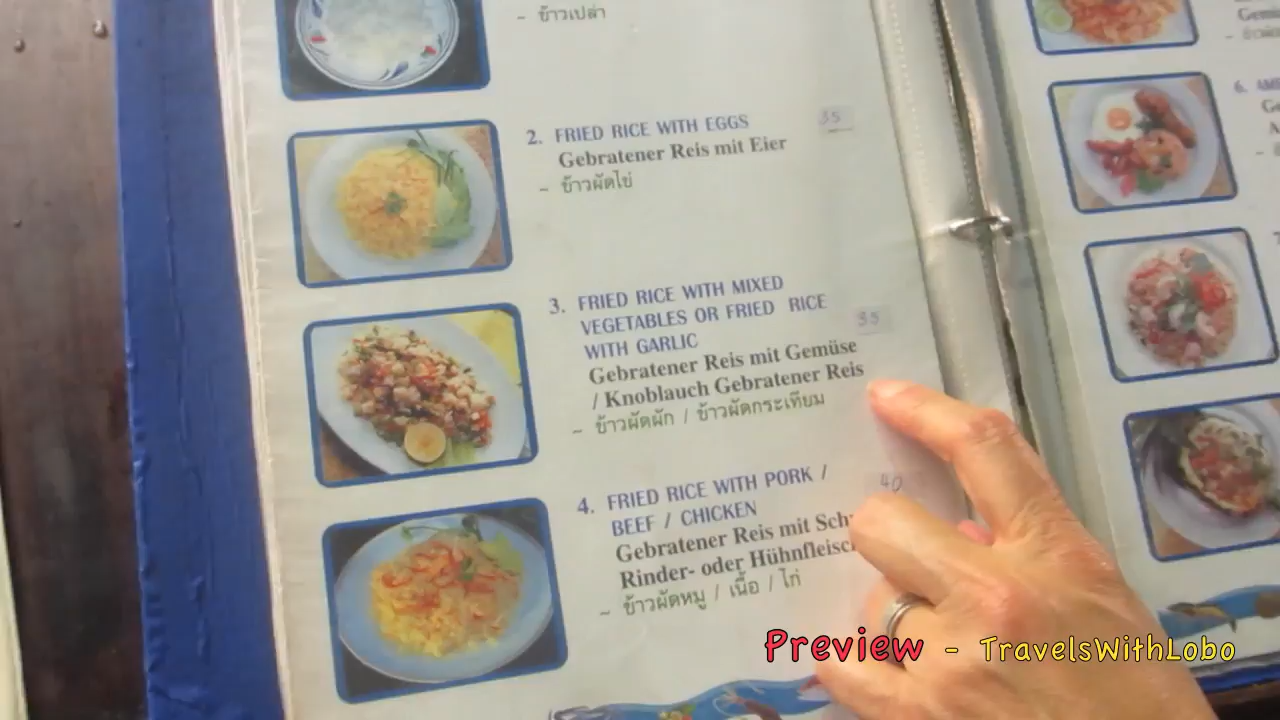 - ข้าวเปล่า
2. FRIED RICE WITH EGGS 35
Gebratener Reis mit Eier
- ข้าวผัดไข่
3. FRIED RICE WITH MIXED
VEGETABLES OR FRIED RICE
WITH GARLIC 35
Gebratener Reis mit Gemüse
/ Knoblauch Gebratener Reis
- ข้าวผัดผัก / ข้าวผัดกระเทียม
4. FRIED RICE WITH PORK / 40
BEEF / CHICKEN
Gebratener Reis mit
Rinder- oder
- ข้าวผัดหมู / เนื้อ / ไก่
6.
Preview - TravelsWithLobo